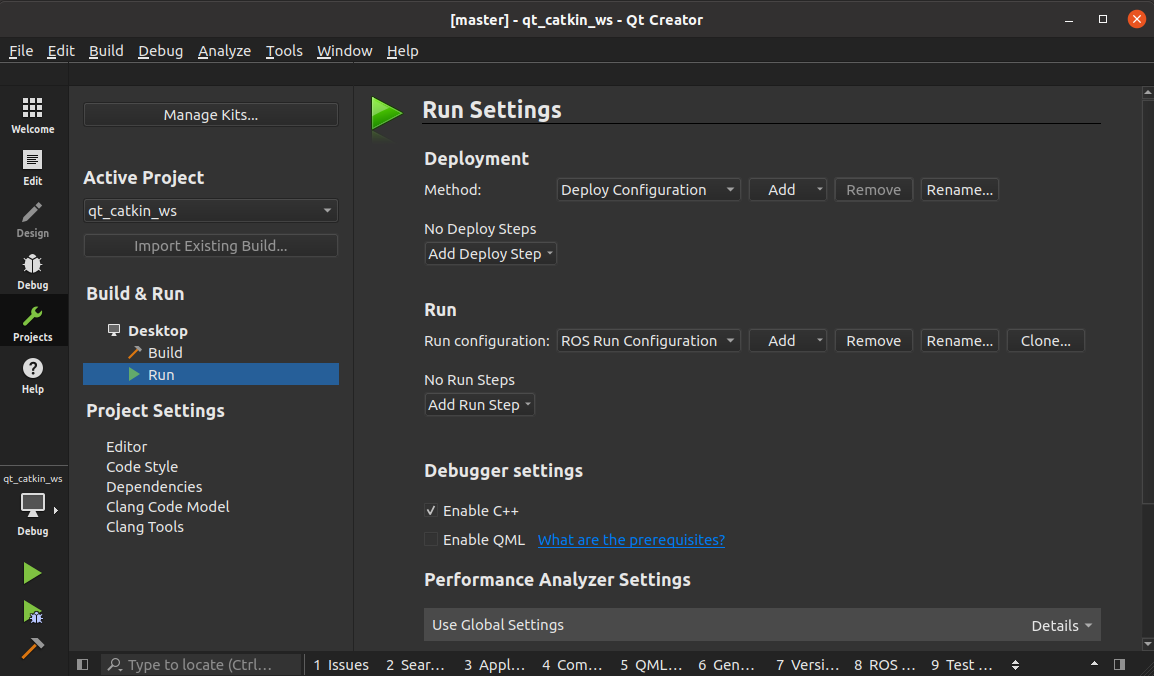 [master] - qt_catkin_ws - Qt Creator
File Edit Build Debug Analyze Tools Window Help
Welcome
Edit
Design
Debug
Projects
Help
qt_catkin_ws
Debug
Manage Kits...
Active Project
qt_catkin_ws
Import Existing Build...
Build & Run
Desktop
Build
Run
Project Settings
Editor
Code Style
Dependencies
Clang Code Model
Clang Tools
Run Settings
Deployment
Method: Deploy Configuration Add Remove Rename...
No Deploy Steps
Add Deploy Step
Run
Run configuration: ROS Run Configuration Add Remove Rename... Clone...
No Run Steps
Add Run Step
Debugger settings
Enable C++
Enable QML What are the prerequisites?
Performance Analyzer Settings
Use Global Settings Details
Type to locate (Ctrl... 1 Issues 2 Sear... 3 Appl... 4 Com... 5 QML... 6 Gen... 7 Versi... 8 ROS ... 9 Test ...